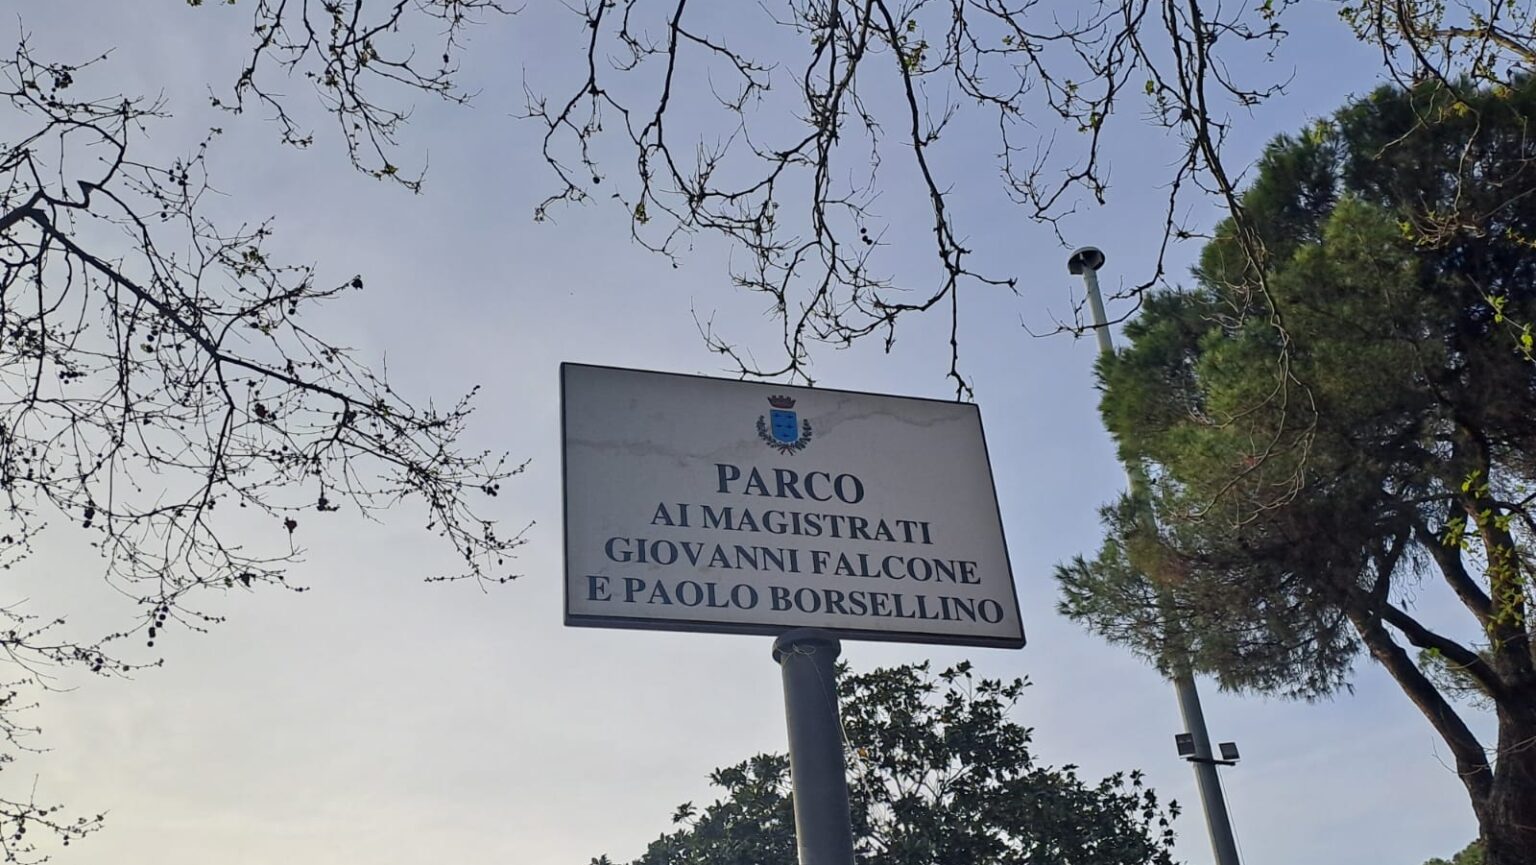 PARCO
AI MAGISTRATI
GIOVANNI FALCONE
E PAOLO BORSELLINO